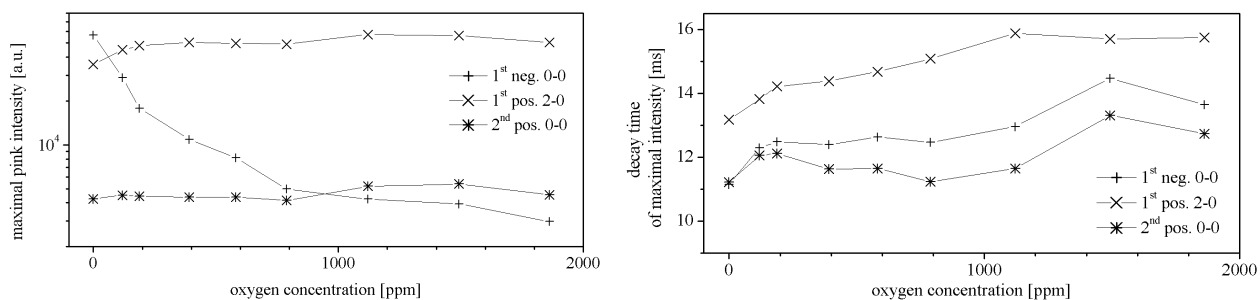 maximal pink intensity [a.u.]
10⁴
1ˢᵗ neg. 0-0
1ˢᵗ pos. 2-0
2ⁿᵈ pos. 0-0
0 1000 2000
oxygen concentration [ppm]
decay time
of maximal intensity [ms]
16
14
12
10
1ˢᵗ neg. 0-0
1ˢᵗ pos. 2-0
2ⁿᵈ pos. 0-0
0 1000 2000
oxygen concentration [ppm]